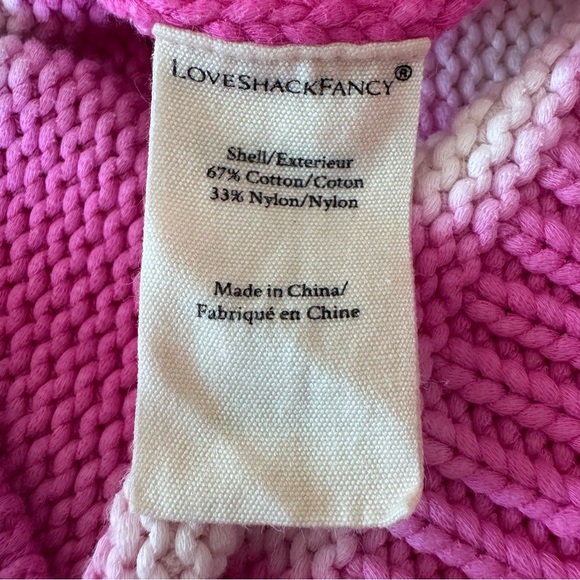 LOVESHACKFANCY®
Shell/Exterieur
67% Cotton/Coton
33% Nylon/Nylon
Made in China/
Fabriqué en Chine